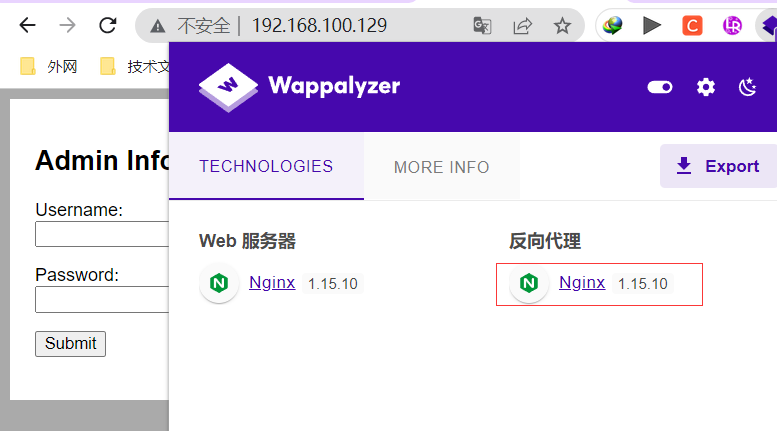 不安全 | 192.168.100.129
外网
技术文
W Wappalyzer
TECHNOLOGIES
MORE INFO
Export
Admin Info
Username:
Password:
Submit
Web 服务器
Nginx 1.15.10
反向代理
Nginx 1.15.10